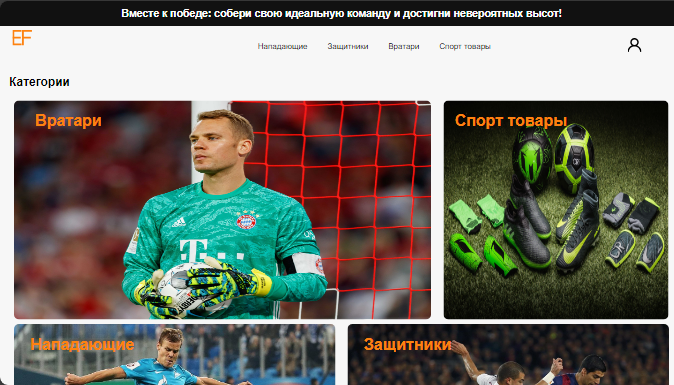 Вместе к победе: собери свою идеальную команду и достигни невероятных высот!
EF
Нападающие Защитники Вратари Спорт товары
Категории
Вратари
Спорт товары
Нападающие
Защитники